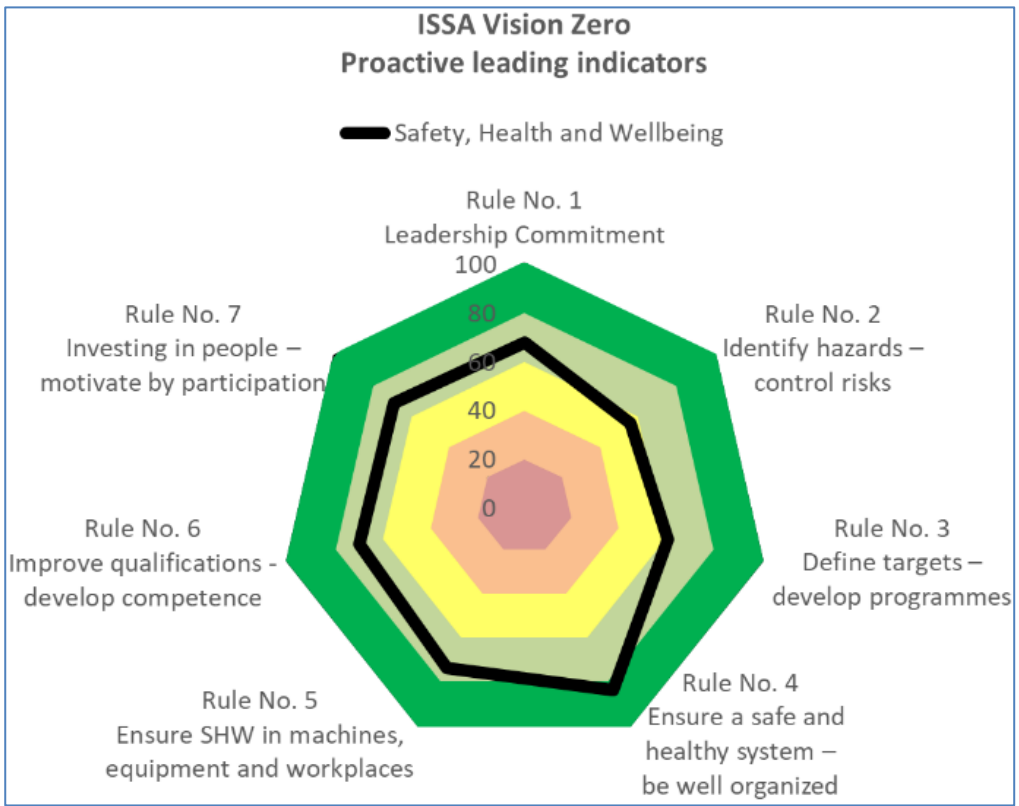 ISSA Vision Zero
Proactive leading indicators
Safety, Health and Wellbeing
Rule No. 1
Leadership Commitment
100
80
60
40
20
0
Rule No. 2
Identify hazards –
control risks
Rule No. 3
Define targets –
develop programmes
Rule No. 4
Ensure a safe and
healthy system –
be well organized
Rule No. 5
Ensure SHW in machines,
equipment and workplaces
Rule No. 6
Improve qualifications -
develop competence
Rule No. 7
Investing in people –
motivate by participation